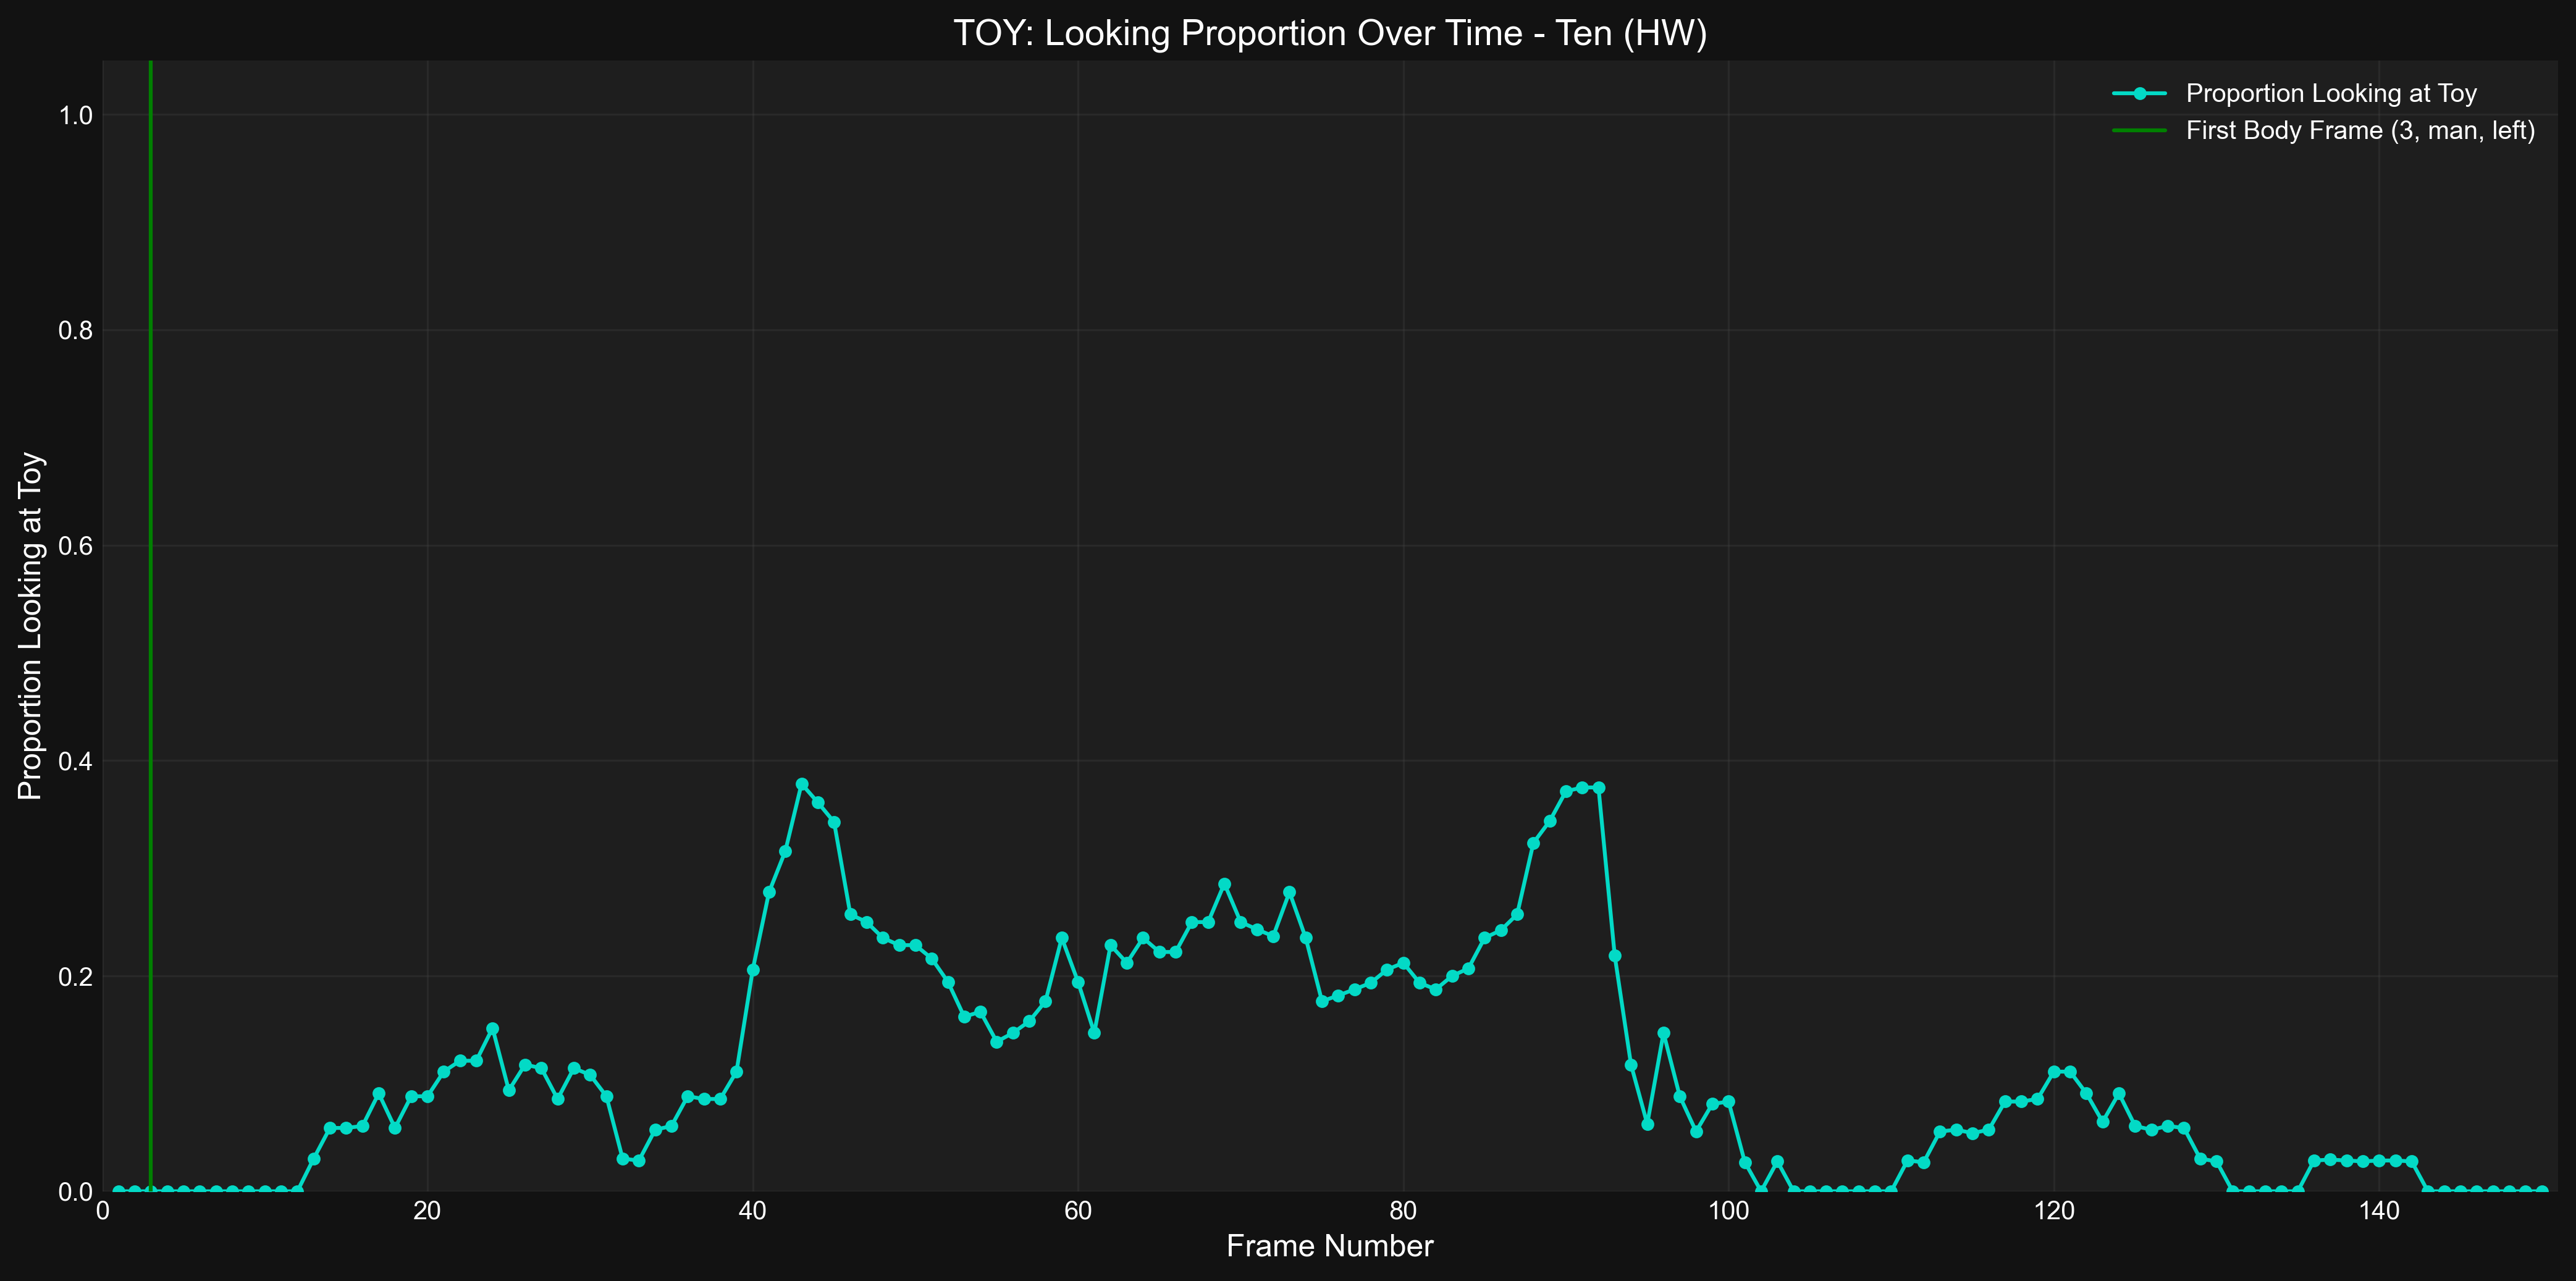 TOY: Looking Proportion Over Time - Ten (HW)
Proportion Looking at Toy
First Body Frame (3, man, left)
Proportion Looking at Toy
1.0
0.8
0.6
0.4
0.2
0.0
0 20 40 60 80 100 120 140
Frame Number